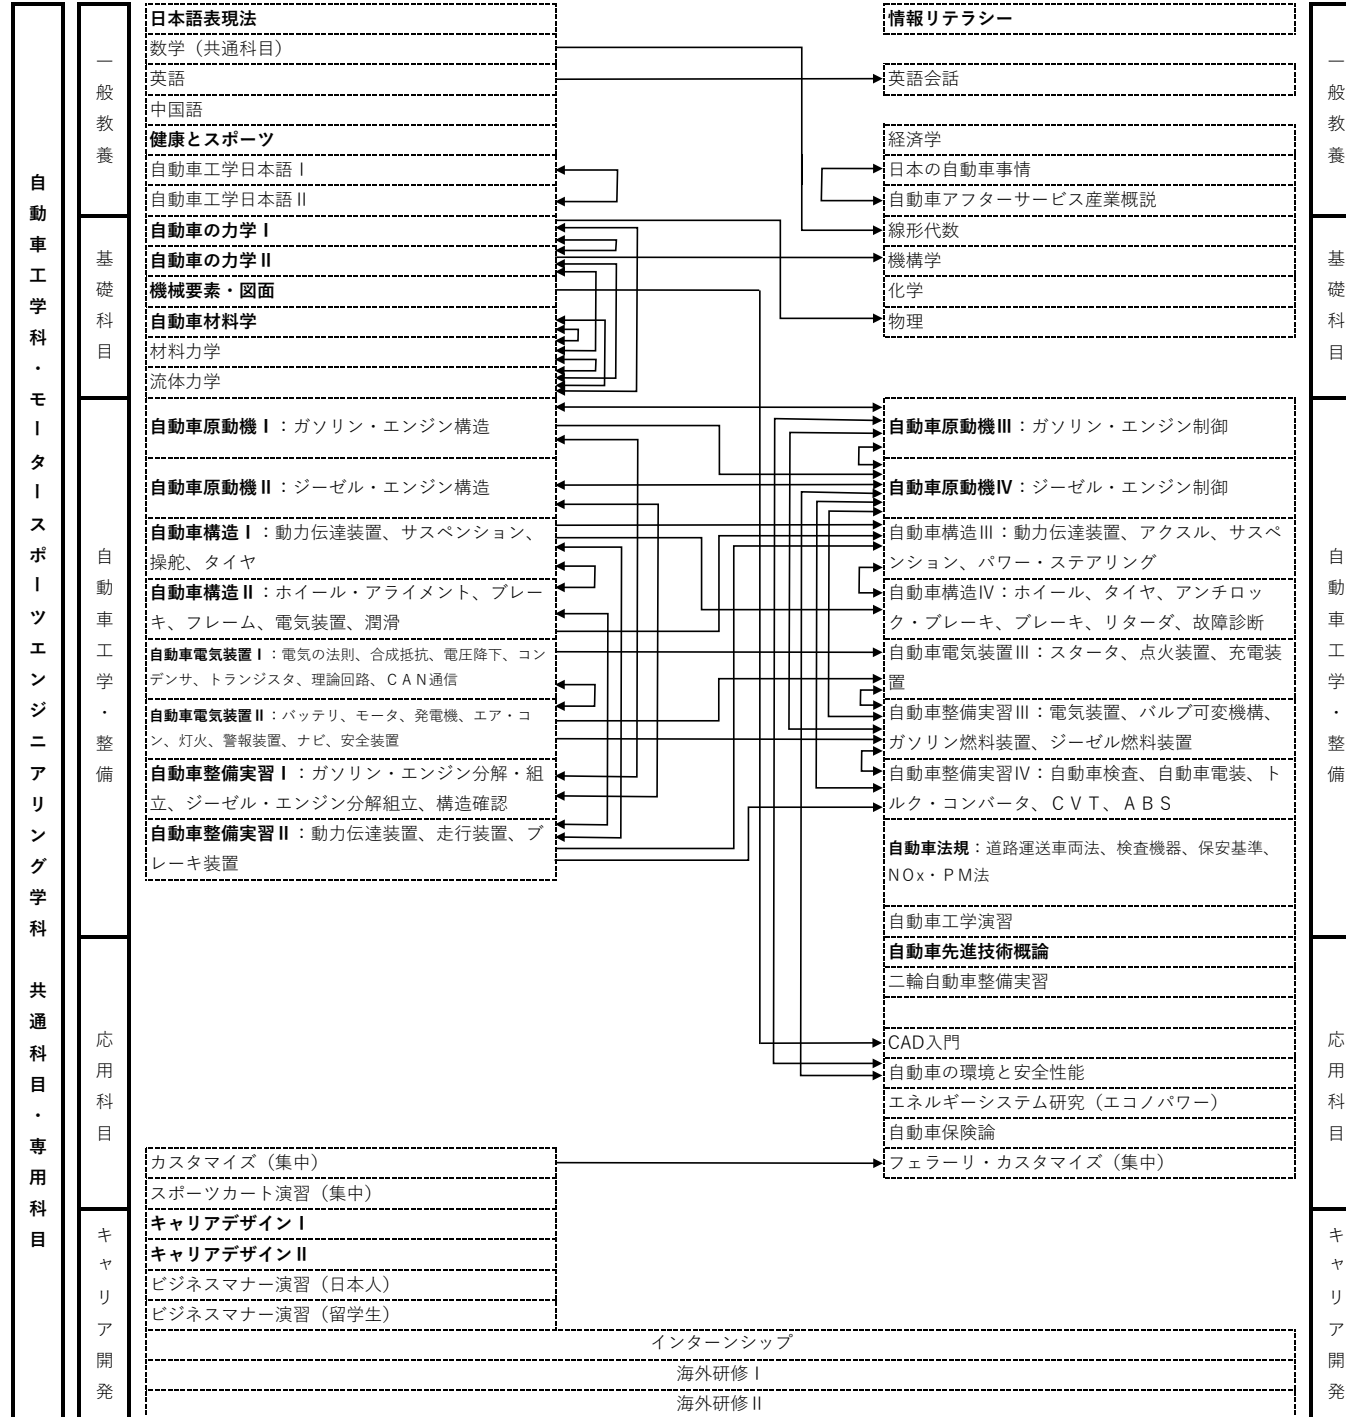 自動車工学科・モータースポーツエンジニアリング学科　共通科目・専用科目
一般教養
日本語表現法
数学（共通科目）
英語
中国語
健康とスポーツ
自動車工学日本語Ⅰ
自動車工学日本語Ⅱ
基礎科目
自動車の力学Ⅰ
自動車の力学Ⅱ
機械要素・図面
自動車材料学
材料力学
流体力学
自動車工学・整備
自動車原動機Ⅰ：ガソリン・エンジン構造
自動車原動機Ⅱ：ジーゼル・エンジン構造
自動車構造Ⅰ：動力伝達装置、サスペンション、
操舵、タイヤ
自動車構造Ⅱ：ホイール・アライメント、ブレー
キ、フレーム、電気装置、潤滑
自動車電気装置Ⅰ：電気の法則、合成抵抗、電圧降下、コン
デンサ、トランジスタ、理論回路、ＣＡＮ通信
自動車電気装置Ⅱ：バッテリ、モータ、発電機、エア・コ
ン、灯火、警報装置、ナビ、安全装置
自動車整備実習Ⅰ：ガソリン・エンジン分解・組
立、ジーゼル・エンジン分解組立、構造確認
自動車整備実習Ⅱ：動力伝達装置、走行装置、ブ
レーキ装置
応用科目
カスタマイズ（集中）
スポーツカート演習（集中）
キャリア開発
キャリアデザインⅠ
キャリアデザインⅡ
ビジネスマナー演習（日本人）
ビジネスマナー演習（留学生）
インターンシップ
海外研修Ⅰ
海外研修Ⅱ
情報リテラシー
英語会話
経済学
日本の自動車事情
自動車アフターサービス産業概説
線形代数
機構学
化学
物理
自動車原動機Ⅲ：ガソリン・エンジン制御
自動車原動機Ⅳ：ジーゼル・エンジン制御
自動車構造Ⅲ：動力伝達装置、アクスル、サスペ
ンション、パワー・ステアリング
自動車構造Ⅳ：ホイール、タイヤ、アンチロッ
ク・ブレーキ、ブレーキ、リターダ、故障診断
自動車電気装置Ⅲ：スタータ、点火装置、充電装
置
自動車整備実習Ⅲ：電気装置、バルブ可変機構、
ガソリン燃料装置、ジーゼル燃料装置
自動車整備実習Ⅳ：自動車検査、自動車電装、ト
ルク・コンバータ、ＣＶＴ、ＡＢＳ
自動車法規：道路運送車両法、検査機器、保安基準、
ＮＯx・ＰＭ法
自動車工学演習
自動車先進技術概論
二輪自動車整備実習
CAD入門
自動車の環境と安全性能
エネルギーシステム研究（エコノパワー）
自動車保険論
フェラーリ・カスタマイズ（集中）
一般教養
基礎科目
自動車工学・整備
応用科目
キャリア開発